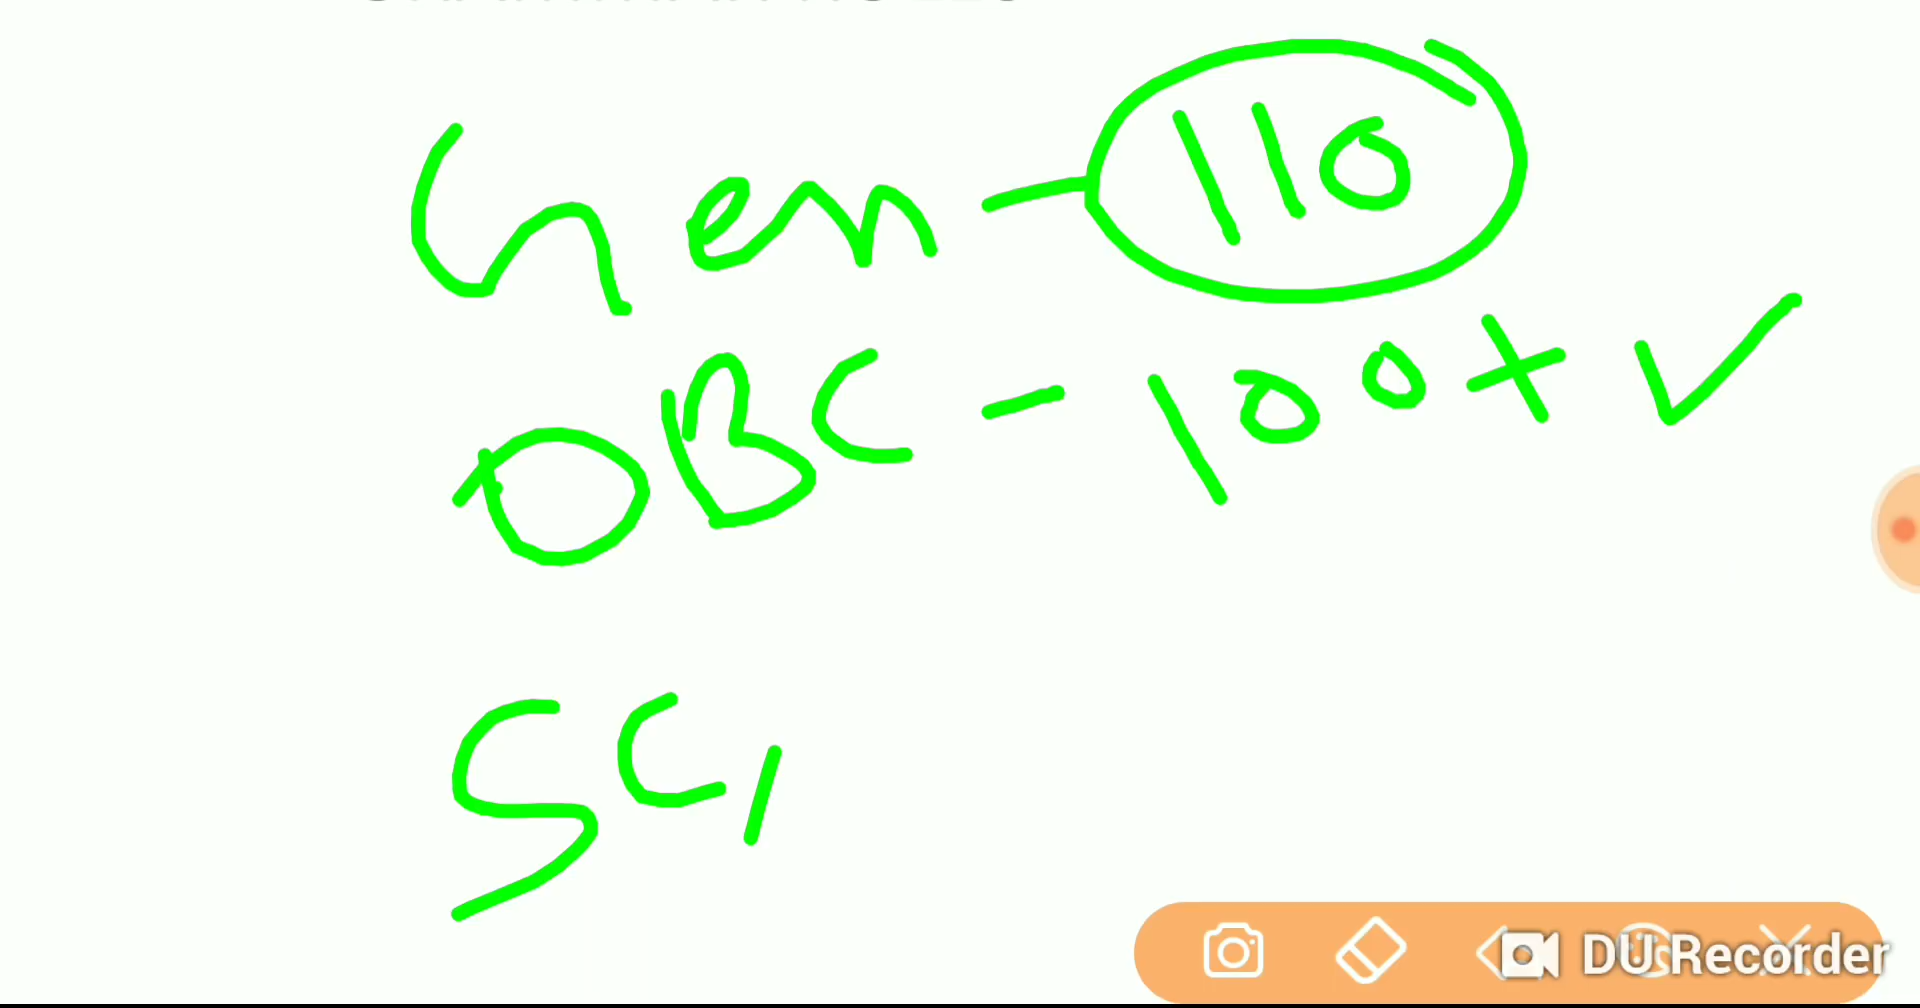 Gen - 110
OBC - 100+ ✓
SC,
DU Recorder